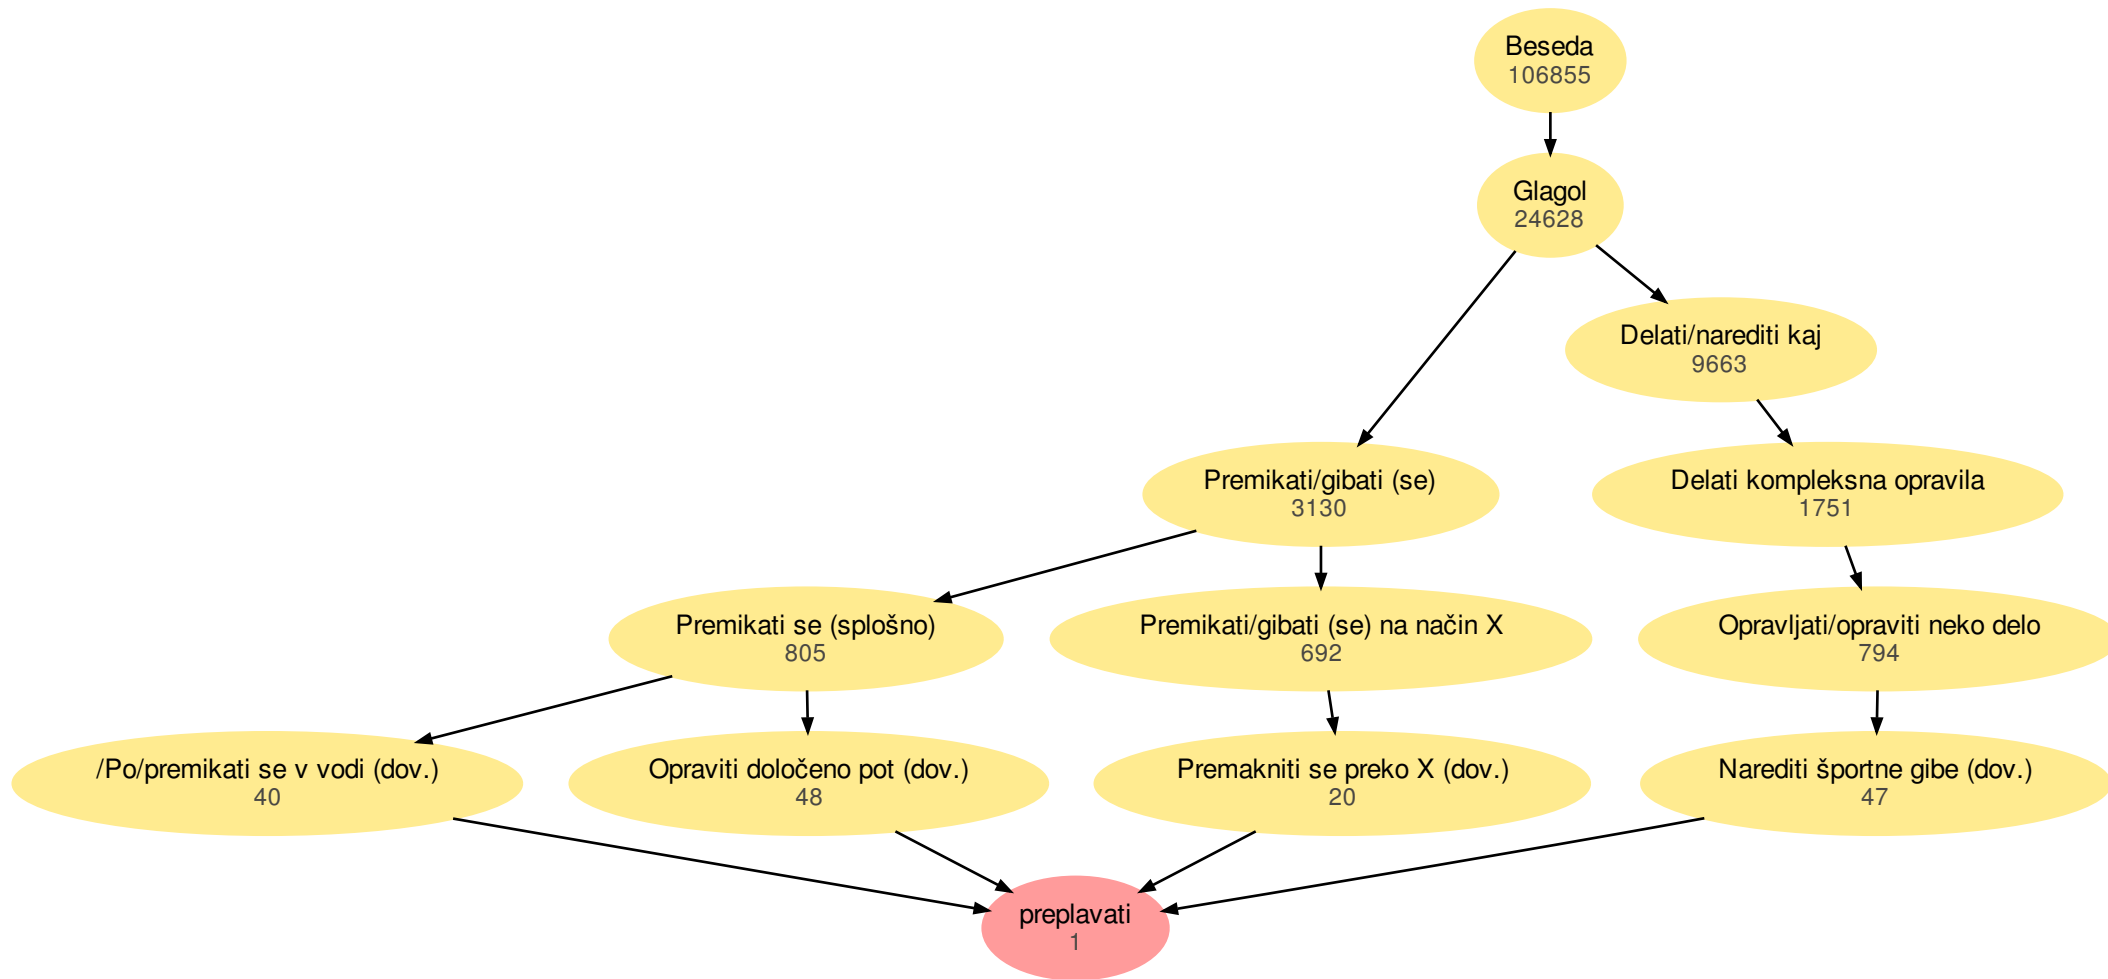 Beseda
106855
Glagol
24628
Delati/narediti kaj
9663
Premikati/gibati (se)
3130
Delati kompleksna opravila
1751
Premikati se (splošno)
805
Premikati/gibati (se) na način X
692
Opravljati/opraviti neko delo
794
/Po/premikati se v vodi (dov.)
40
Opraviti določeno pot (dov.)
48
Premakniti se preko X (dov.)
20
Narediti športne gibe (dov.)
47
preplavati
1